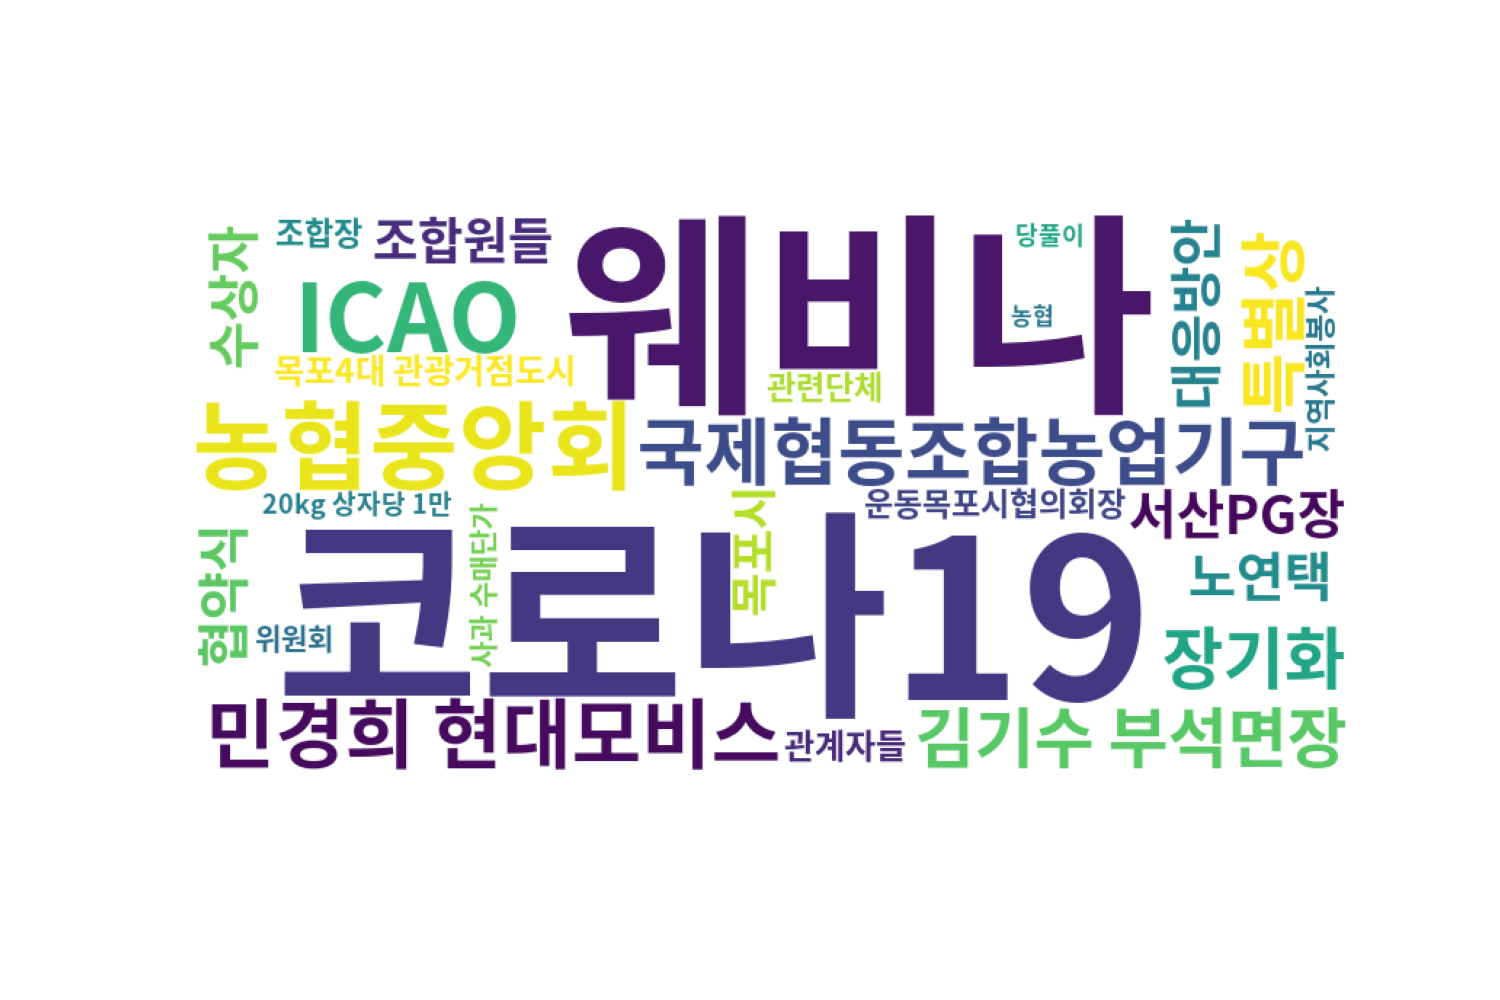 수상자
조합장
조합원들
웨비나
당풀이
대응방안
특별상
ICAO
농협
지역사회봉사
목포4대 관광거점도시
관련단체
농협중앙회
국제협동조합농업기구
20kg 상자당 1만
사과 수매단가
목포시
운동목포시협의회장
서산PG장
협약식
코로나19
노연택
위원회
장기화
민경희 현대모비스
관계자들
김기수 부석면장